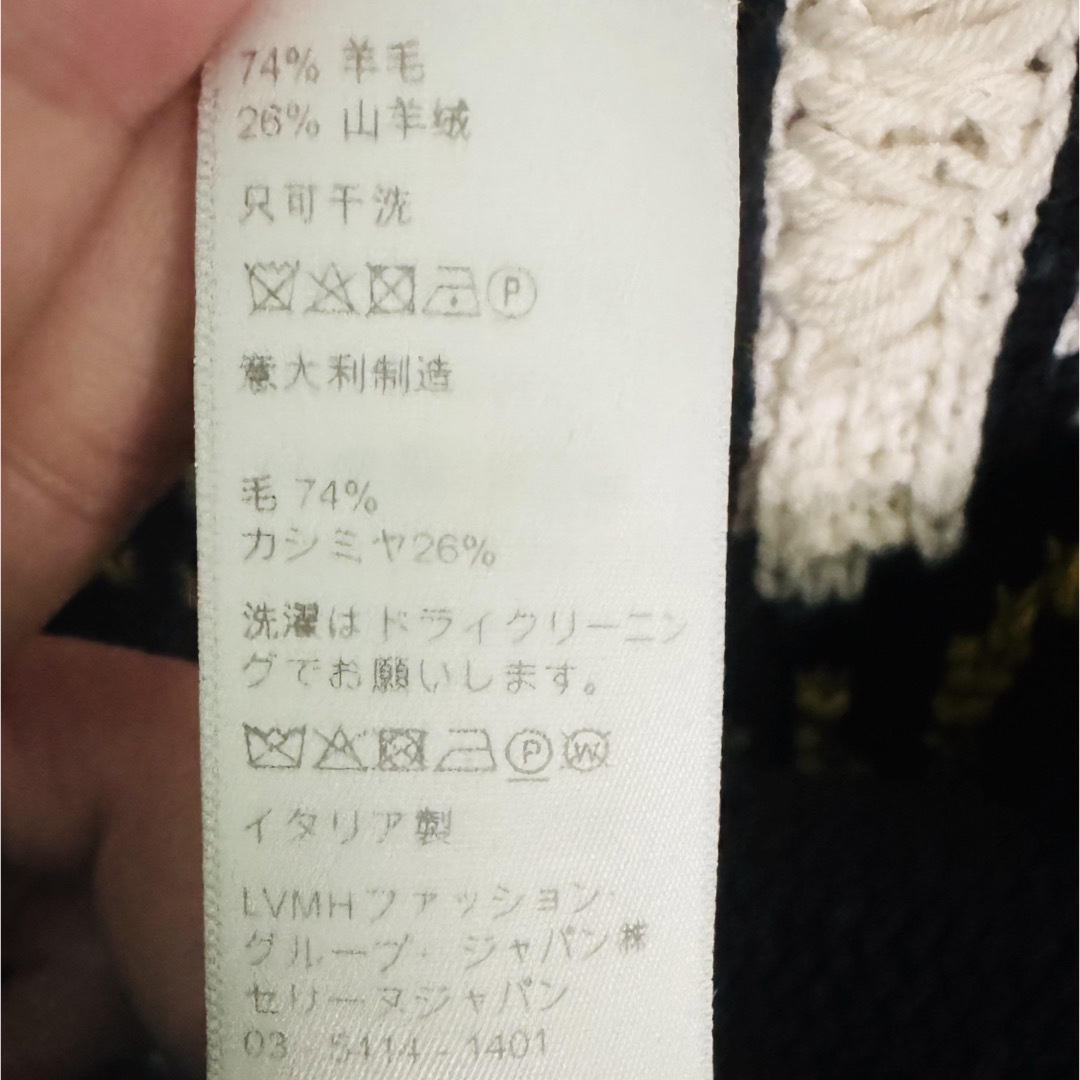 74% 羊毛
26% 山羊绒
只可干洗
P
意大利制造
毛 74%
カシミヤ26%
洗濯はドライクリーニン
グでお願いします。
P W
イタリア製
LVMHファッション・
グループ・ジャパン㈱
セリーヌジャパン
03 - 5414 - 1401